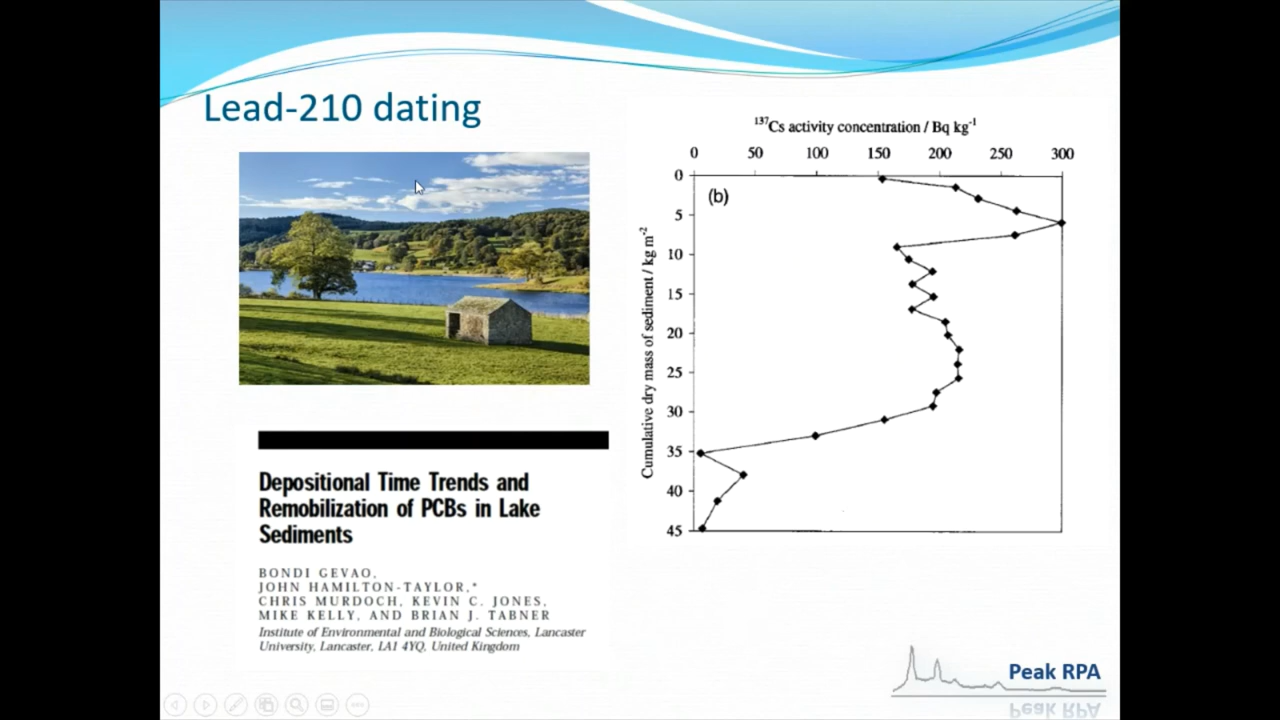 Lead-210 dating
137Cs activity concentration / Bq kg-1
0 50 100 150 200 250 300
(b)
Cumulative dry mass of sediment / kg m-2
0
5
10
15
20
25
30
35
40
45
Depositional Time Trends and
Remobilization of PCBs in Lake
Sediments
BONDI GEVAO,
JOHN HAMILTON-TAYLOR,*
CHRIS MURDOCH, KEVIN C. JONES,
MIKE KELLY, AND BRIAN J. TABNER
Institute of Environmental and Biological Sciences, Lancaster
University, Lancaster, LA1 4YQ, United Kingdom
Peak RPA